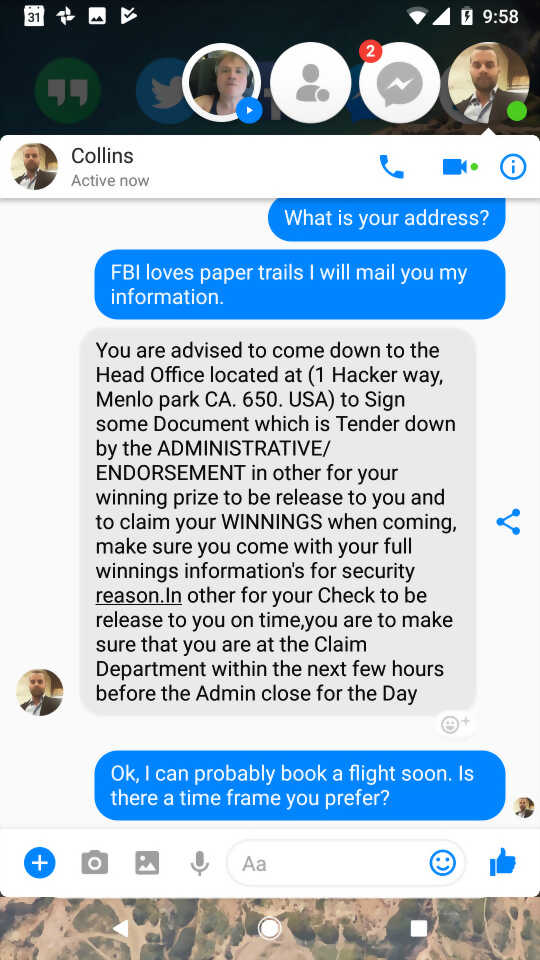 31
9:58
2
Collins
Active now
What is your address?
FBI loves paper trails I will mail you my
information.
You are advised to come down to the
Head Office located at (1 Hacker way,
Menlo park CA. 650. USA) to Sign
some Document which is Tender down
by the ADMINISTRATIVE/
ENDORSEMENT in other for your
winning prize to be release to you and
to claim your WINNINGS when coming,
make sure you come with your full
winnings information's for security
reason.In other for your Check to be
release to you on time,you are to make
sure that you are at the Claim
Department within the next few hours
before the Admin close for the Day
Ok, I can probably book a flight soon. Is
there a time frame you prefer?
Aa